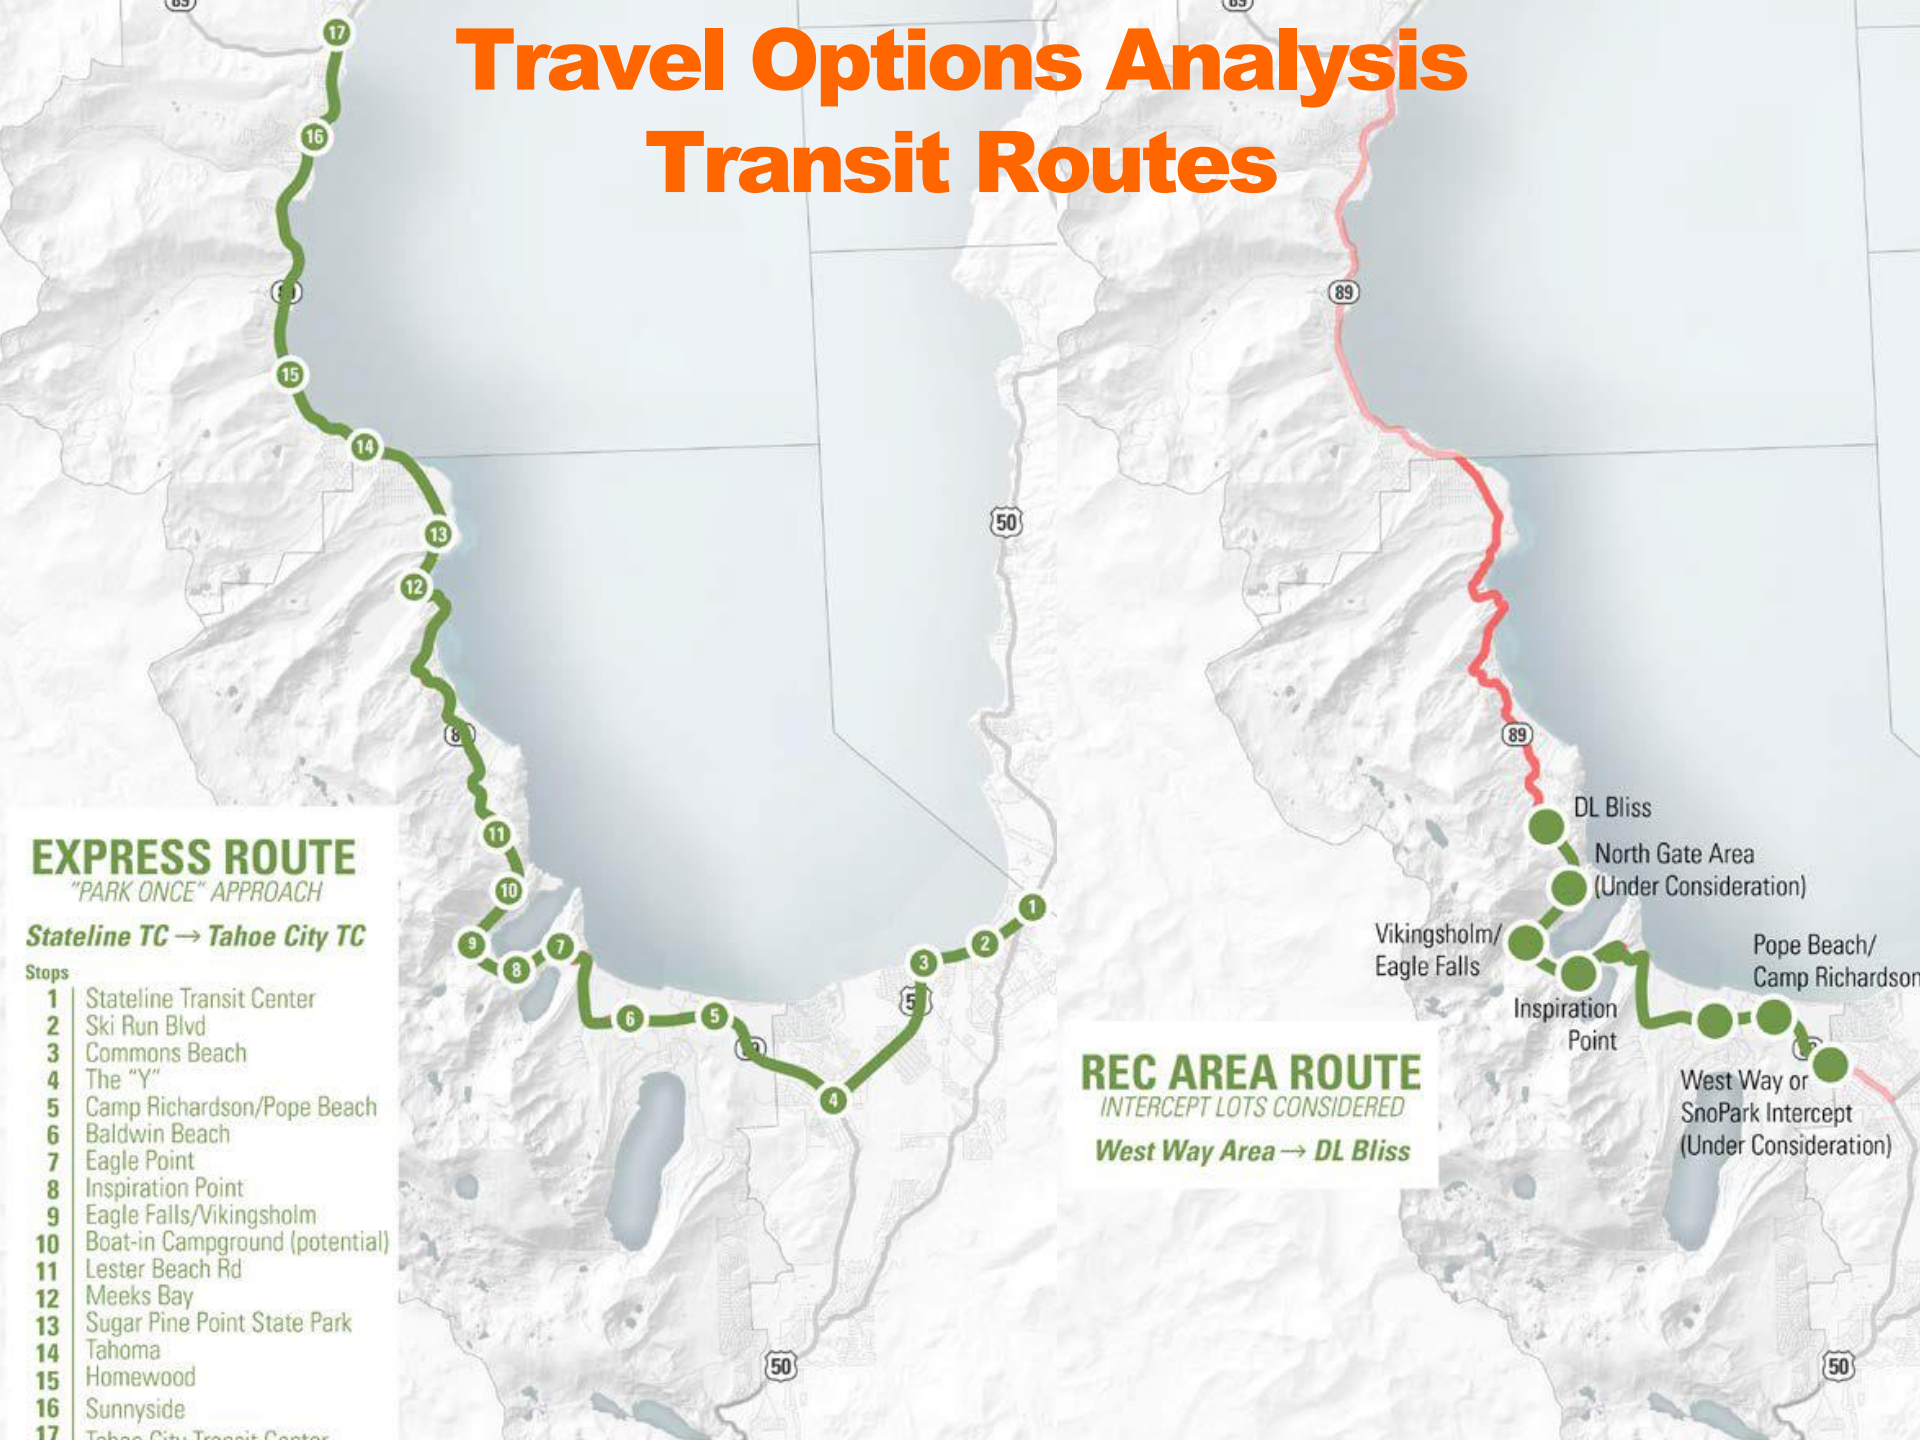 Travel Options Analysis
Transit Routes
89
17
16
15
14
13
12
11
10
9
8
7
6
5
4
3
2
1
50
50
EXPRESS ROUTE
"PARK ONCE" APPROACH
Stateline TC → Tahoe City TC
Stops
1 Stateline Transit Center
2 Ski Run Blvd
3 Commons Beach
4 The "Y"
5 Camp Richardson/Pope Beach
6 Baldwin Beach
7 Eagle Point
8 Inspiration Point
9 Eagle Falls/Vikingsholm
10 Boat-in Campground (potential)
11 Lester Beach Rd
12 Meeks Bay
13 Sugar Pine Point State Park
14 Tahoma
15 Homewood
16 Sunnyside
17 Tahoe City Transit Center
89
89
89
DL Bliss
North Gate Area
(Under Consideration)
Vikingsholm/
Eagle Falls
Inspiration
Point
Pope Beach/
Camp Richardson
West Way or
SnoPark Intercept
(Under Consideration)
REC AREA ROUTE
INTERCEPT LOTS CONSIDERED
West Way Area → DL Bliss
50